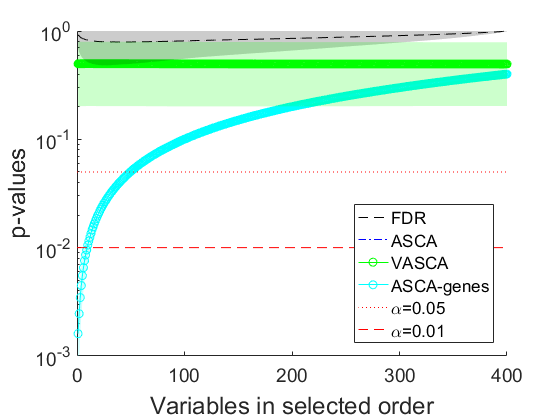 10⁰
10⁻¹
10⁻²
10⁻³
p-values
0 100 200 300 400
Variables in selected order
FDR
ASCA
VASCA
ASCA-genes
α=0.05
α=0.01